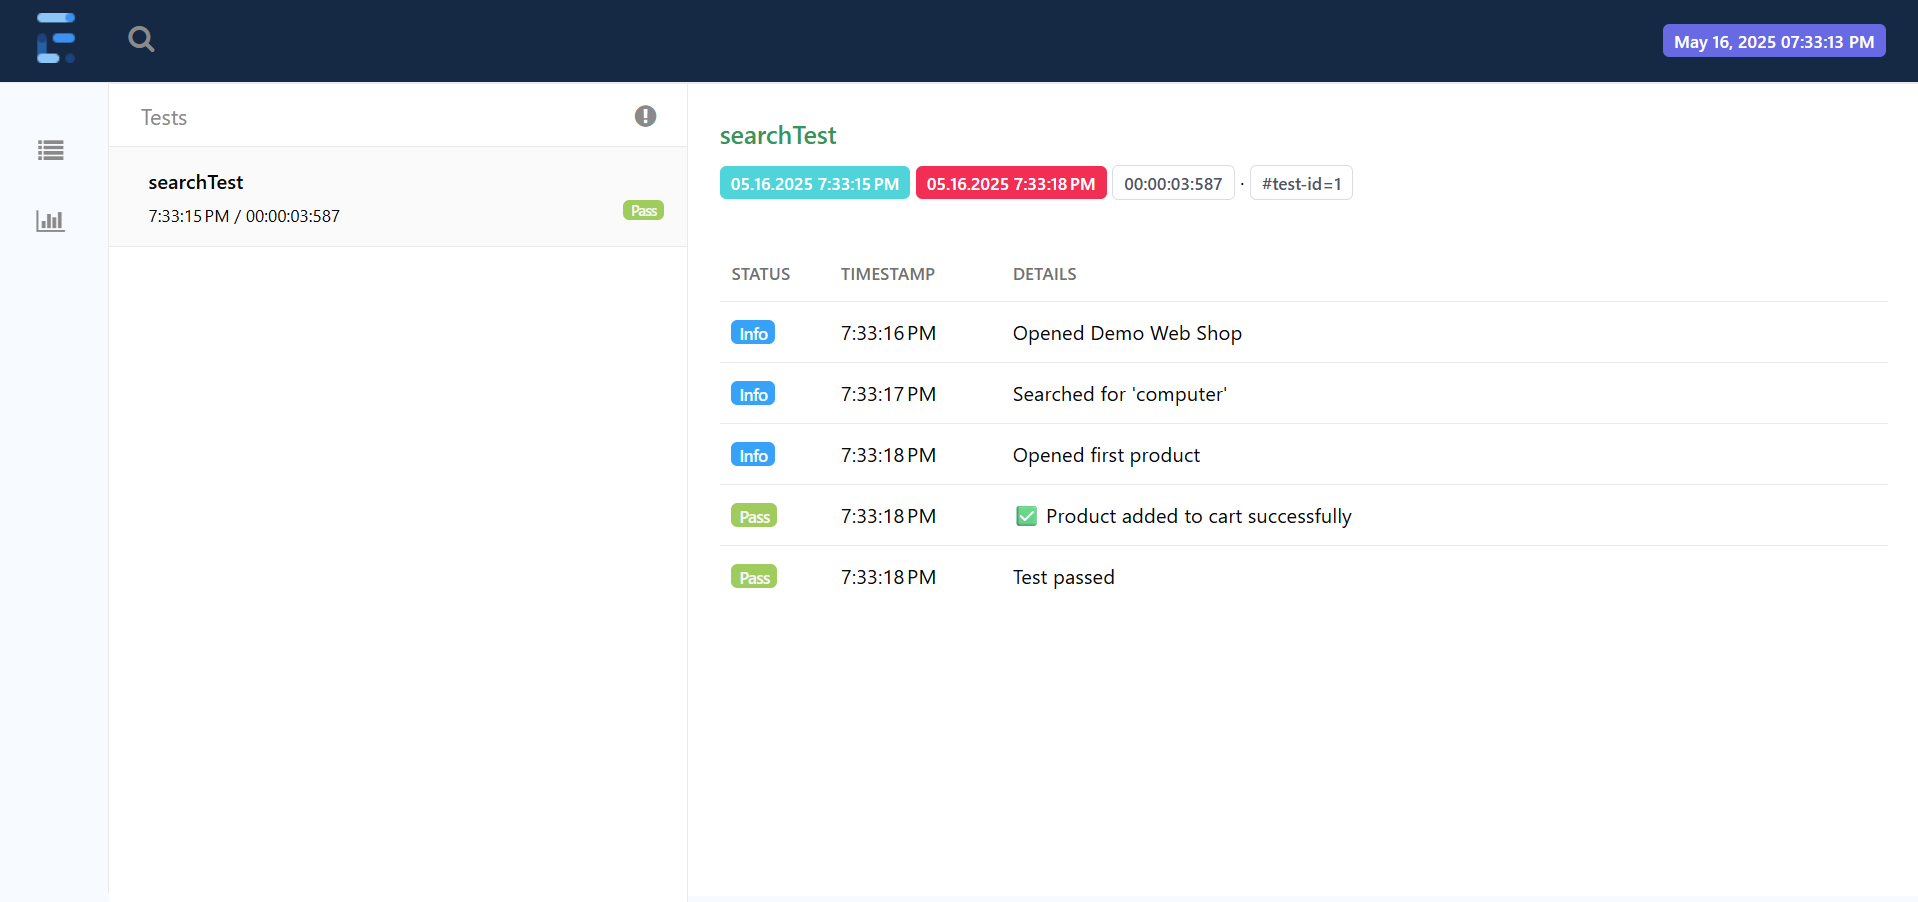 May 16, 2025 07:33:13 PM
Tests
searchTest
7:33:15 PM / 00:00:03:587
Pass
searchTest
05.16.2025 7:33:15 PM 05.16.2025 7:33:18 PM 00:00:03:587 · #test-id=1
STATUS TIMESTAMP DETAILS
Info 7:33:16 PM Opened Demo Web Shop
Info 7:33:17 PM Searched for 'computer'
Info 7:33:18 PM Opened first product
Pass 7:33:18 PM ✅ Product added to cart successfully
Pass 7:33:18 PM Test passed